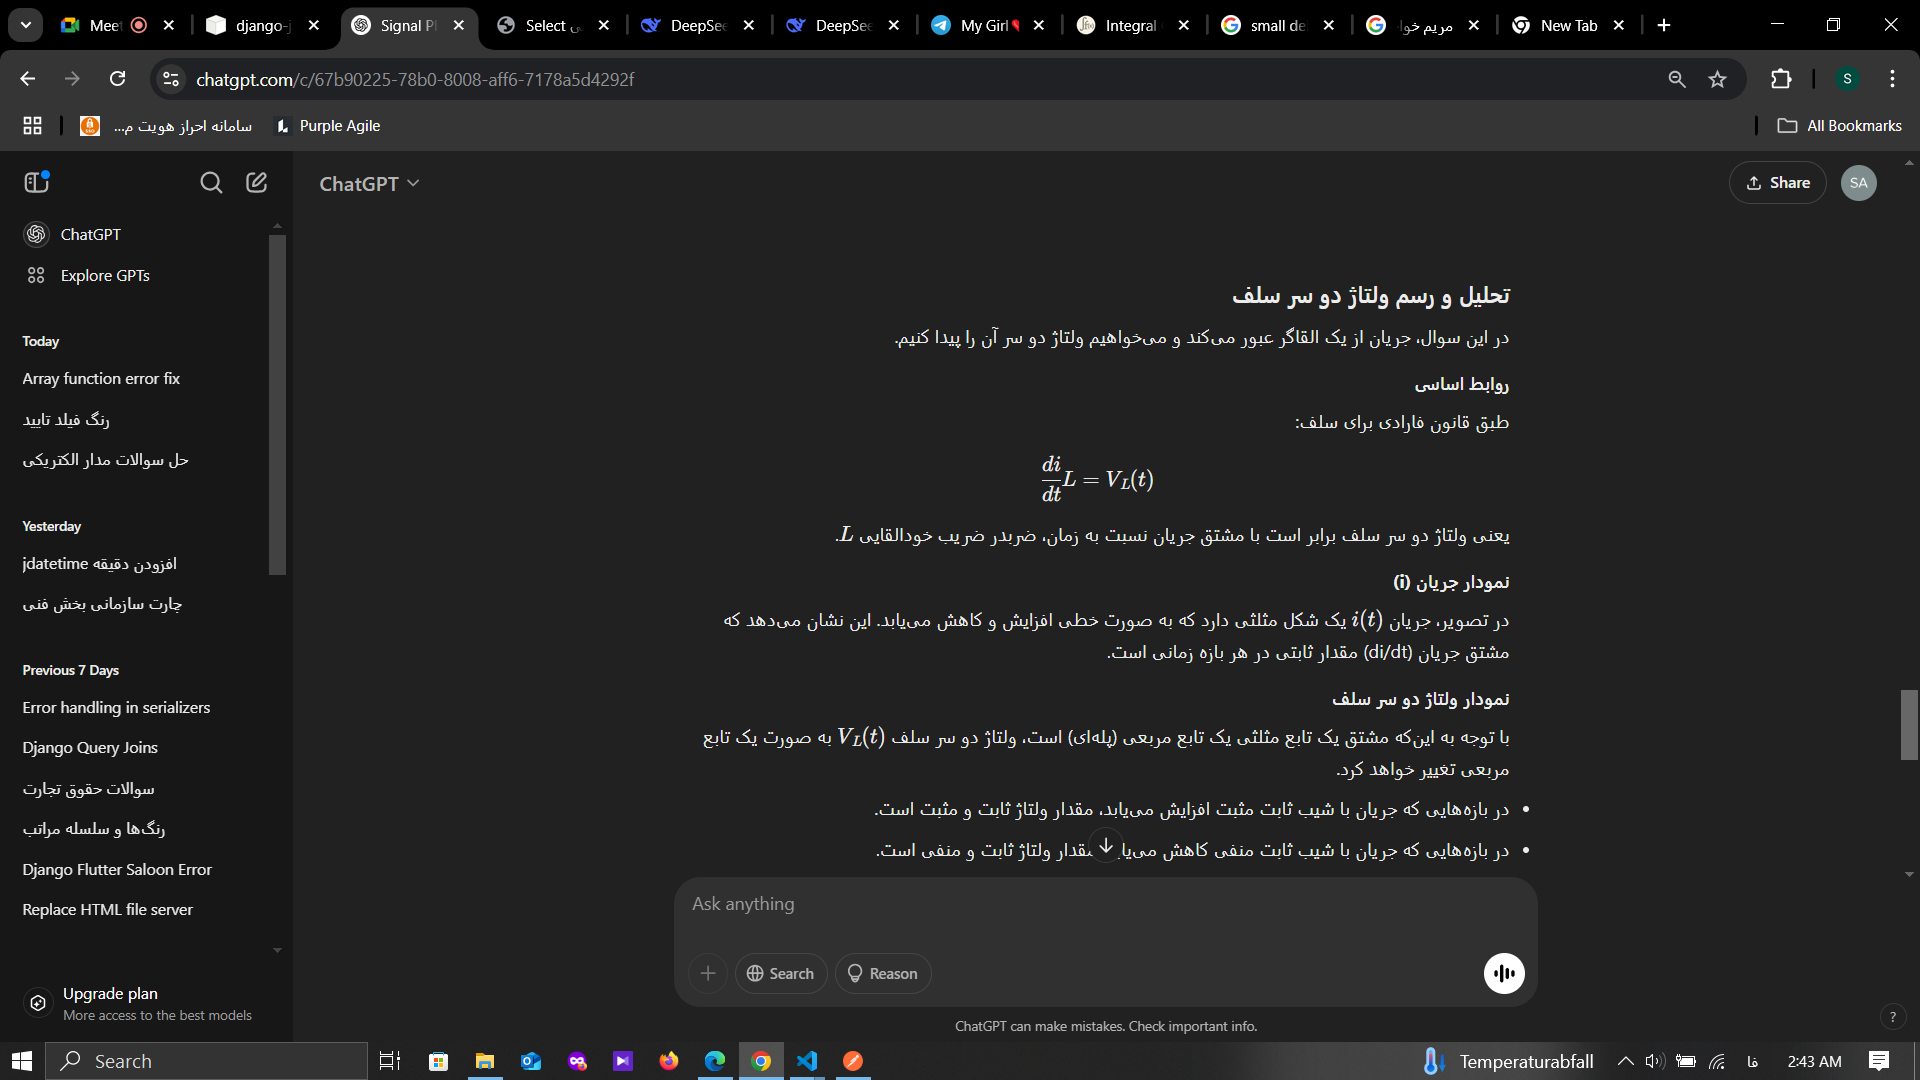 Meet
django-j
Signal Pl
Select
DeepSee
DeepSee
My Girl
Integral
small de
مریم خوا
New Tab
chatgpt.com/c/67b90225-78b0-8008-aff6-7178a5d4292f
S
سامانه احراز هویت م...
Purple Agile
All Bookmarks
ChatGPT
Share
SA
ChatGPT
Explore GPTs
Today
Array function error fix
رنگ فیلد تایید
حل سوالات مدار الکتریکی
Yesterday
افزودن دقیقه jdatetime
چارت سازمانی بخش فنی
Previous 7 Days
Error handling in serializers
Django Query Joins
سوالات حقوق تجارت
رنگ‌ها و سلسله مراتب
Django Flutter Saloon Error
Replace HTML file server
Upgrade plan
More access to the best models
تحلیل و رسم ولتاژ دو سر سلف
در این سوال، جریان از یک القاگر عبور می‌کند و می‌خواهیم ولتاژ دو سر آن را پیدا کنیم.
روابط اساسی
طبق قانون فارادی برای سلف:
di/dt L = V_L(t)
یعنی ولتاژ دو سر سلف برابر است با مشتق جریان نسبت به زمان، ضربدر ضریب خودالقایی L.
نمودار جریان (i)
در تصویر، جریان i(t) یک شکل مثلثی دارد که به صورت خطی افزایش و کاهش می‌یابد. این نشان می‌دهد که
مشتق جریان (di/dt) مقدار ثابتی در هر بازه زمانی است.
نمودار ولتاژ دو سر سلف
با توجه به این‌که مشتق یک تابع مثلثی یک تابع مربعی (پله‌ای) است، ولتاژ دو سر سلف V_L(t) به صورت یک تابع
مربعی تغییر خواهد کرد.
• در بازه‌هایی که جریان با شیب ثابت مثبت افزایش می‌یابد، مقدار ولتاژ ثابت و مثبت است.
• در بازه‌هایی که جریان با شیب ثابت منفی کاهش می‌یابد، مقدار ولتاژ ثابت و منفی است.
Ask anything
Search
Reason
ChatGPT can make mistakes. Check important info.
?
Search
Temperaturabfall
فا
2:43 AM